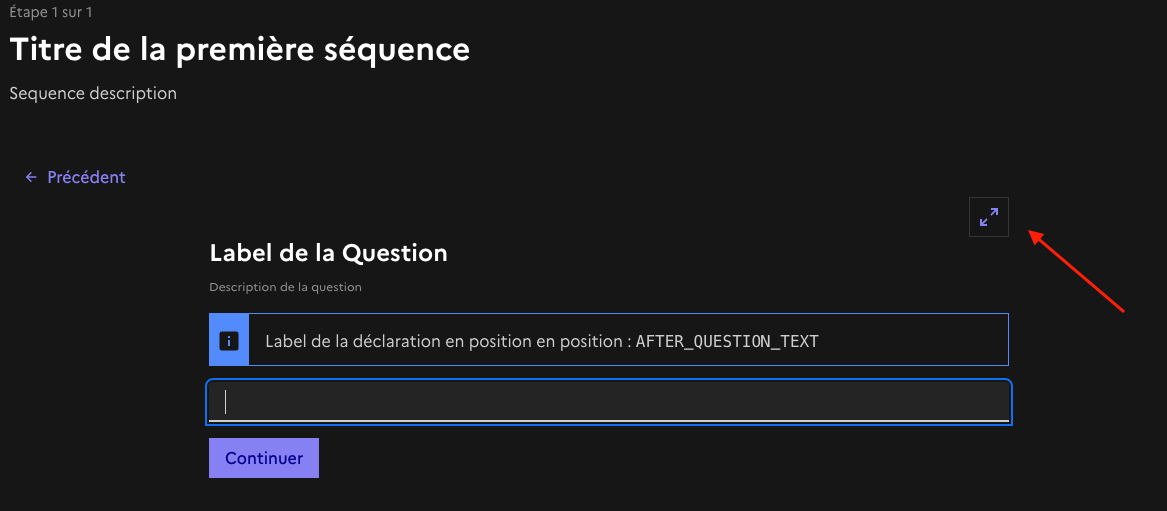 Étape 1 sur 1
Titre de la première séquence
Sequence description
← Précédent
Label de la Question
Description de la question
Label de la déclaration en position en position : AFTER_QUESTION_TEXT
Continuer